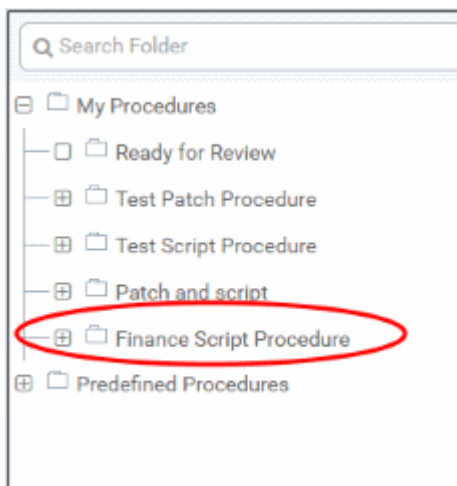 Search Folder
My Procedures
Ready for Review
Test Patch Procedure
Test Script Procedure
Patch and script
Finance Script Procedure
Predefined Procedures